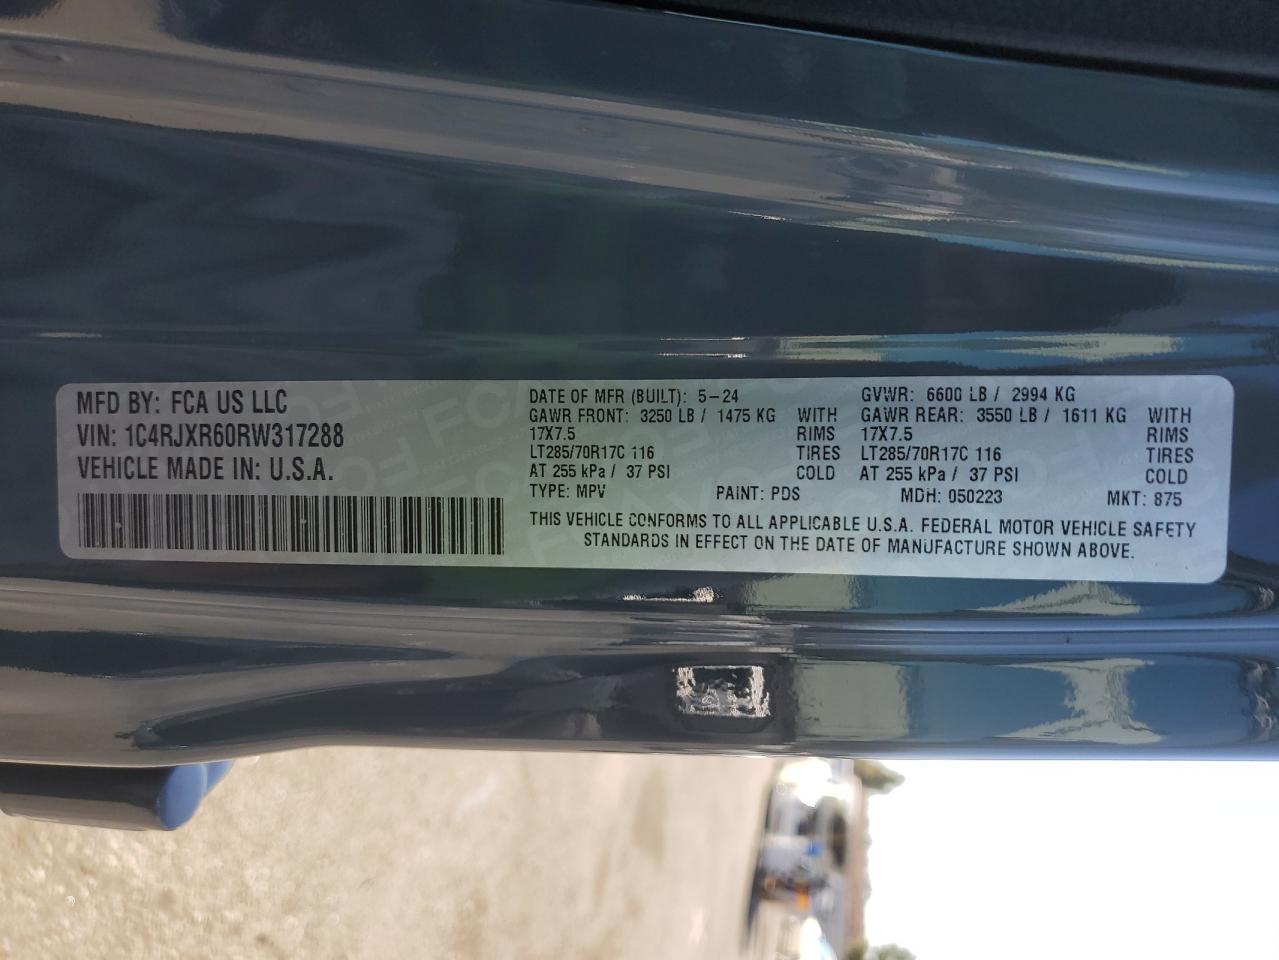 MFD BY: FCA US LLC
VIN: 1C4RJXR60RW317288
VEHICLE MADE IN: U.S.A.
DATE OF MFR (BUILT): 5-24
GAWR FRONT: 3250 LB / 1475 KG WITH
17X7.5 RIMS
LT285/70R17C 116 TIRES
AT 255 kPa / 37 PSI COLD
GVWR: 6600 LB / 2994 KG
GAWR REAR: 3550 LB / 1611 KG WITH
17X7.5 RIMS
LT285/70R17C 116 TIRES
AT 255 kPa / 37 PSI COLD
TYPE: MPV PAINT: PDS MDH: 050223 MKT: 875
THIS VEHICLE CONFORMS TO ALL APPLICABLE U.S.A. FEDERAL MOTOR VEHICLE SAFETY
STANDARDS IN EFFECT ON THE DATE OF MANUFACTURE SHOWN ABOVE.